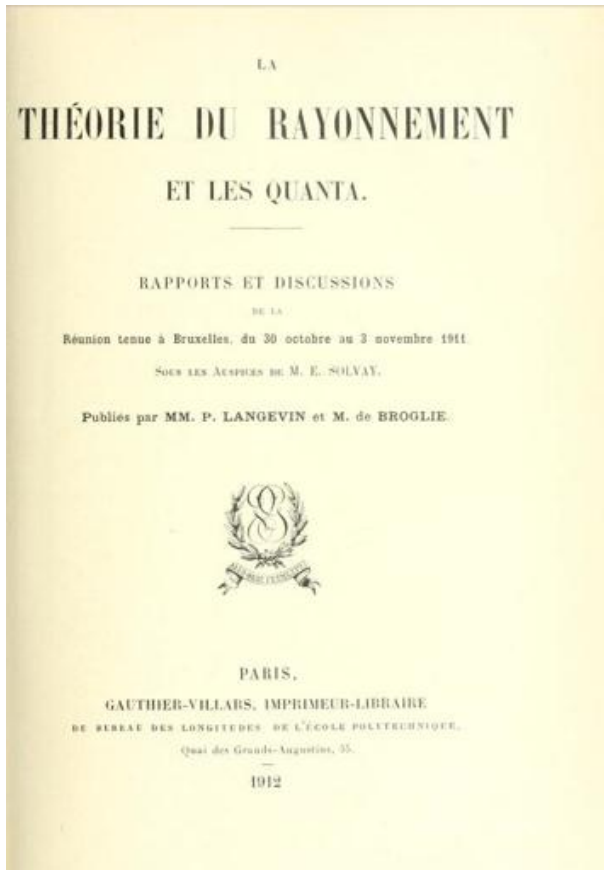 LA
THÉORIE DU RAYONNEMENT
ET LES QUANTA.
RAPPORTS ET DISCUSSIONS
DE LA
Réunion tenue à Bruxelles, du 30 octobre au 3 novembre 1911
SOUS LES AUSPICES DE M. E. SOLVAY.
Publiés par MM. P. LANGEVIN et M. de BROGLIE.
PARIS,
GAUTHIER-VILLARS, IMPRIMEUR-LIBRAIRE
DU BUREAU DES LONGITUDES DE L'ÉCOLE POLYTECHNIQUE,
Quai des Grands-Augustins, 55.
1912